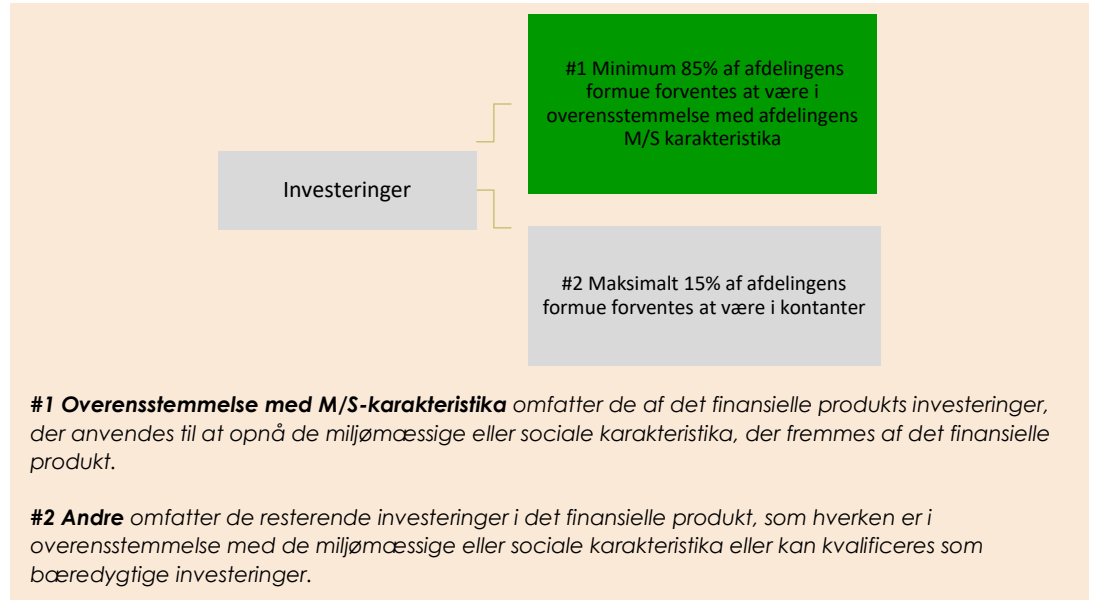 #1 Minimum 85% af afdelingens
formue forventes at være i
overensstemmelse med afdelingens
M/S karakteristika
Investeringer
#2 Maksimalt 15% af afdelingens
formue forventes at være i kontanter
#1 Overensstemmelse med M/S-karakteristika omfatter de af det finansielle produkts investeringer,
der anvendes til at opnå de miljømæssige eller sociale karakteristika, der fremmes af det finansielle
produkt.
#2 Andre omfatter de resterende investeringer i det finansielle produkt, som hverken er i
overensstemmelse med de miljømæssige eller sociale karakteristika eller kan kvalificeres som
bæredygtige investeringer.